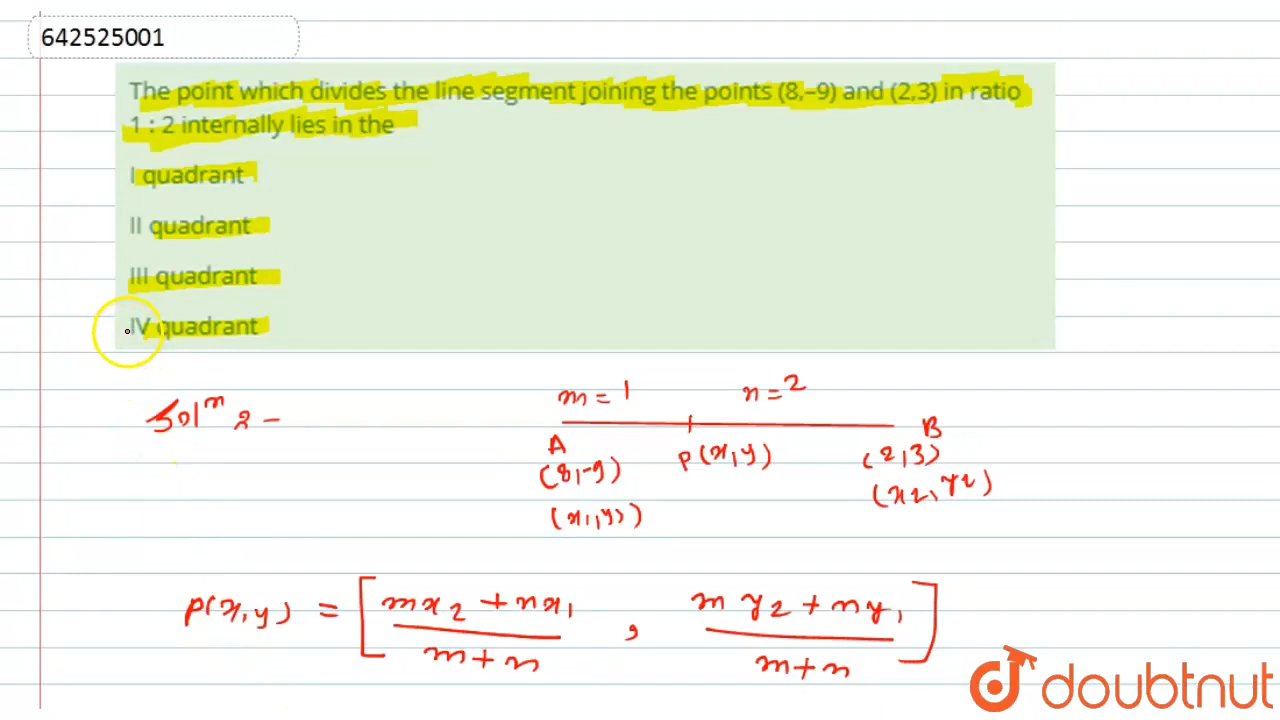 642525001
The point which divides the line segment joining the points (8,–9) and (2,3) in ratio
1 : 2 internally lies in the
I quadrant
II quadrant
III quadrant
IV quadrant
m = 1 n = 2
Solⁿ 2 –
A B
(8,-9) P(x,y) (2,3)
(x₁,y₁) (x₂,y₂)
P(x,y) = [ (mx₂ + nx₁)/(m+n) , (my₂ + ny₁)/(m+n) ]
doubtnut